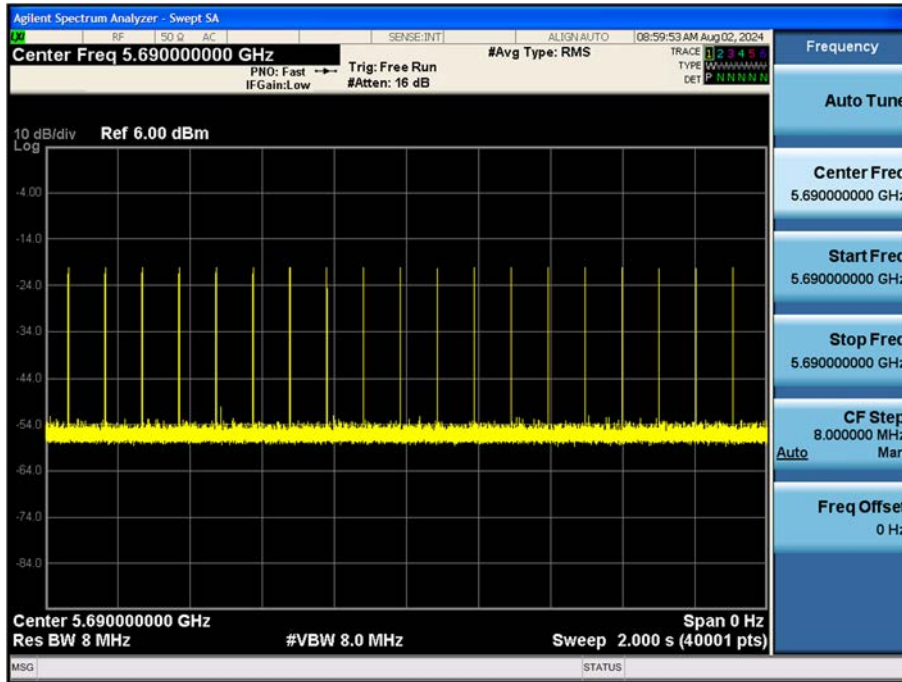 Agilent Spectrum Analyzer - Swept SA
LXI RF 50 Ω AC SENSE:INT ALIGN AUTO 08:59:53 AM Aug 02, 2024
Center Freq 5.690000000 GHz
PNO: Fast
IFGain:Low
Trig: Free Run
#Atten: 16 dB
#Avg Type: RMS
TRACE 1 2 3 4 5 6
TYPE
DET P N N N N N
10 dB/div Ref 6.00 dBm
Log
-4.00
-14.0
-24.0
-34.0
-44.0
-54.0
-64.0
-74.0
-84.0
Center 5.690000000 GHz Span 0 Hz
Res BW 8 MHz #VBW 8.0 MHz Sweep 2.000 s (40001 pts)
MSG STATUS
Frequency
Auto Tune
Center Freq
5.690000000 GHz
Start Freq
5.690000000 GHz
Stop Freq
5.690000000 GHz
CF Step
8.000000 MHz
Auto Man
Freq Offset
0 Hz